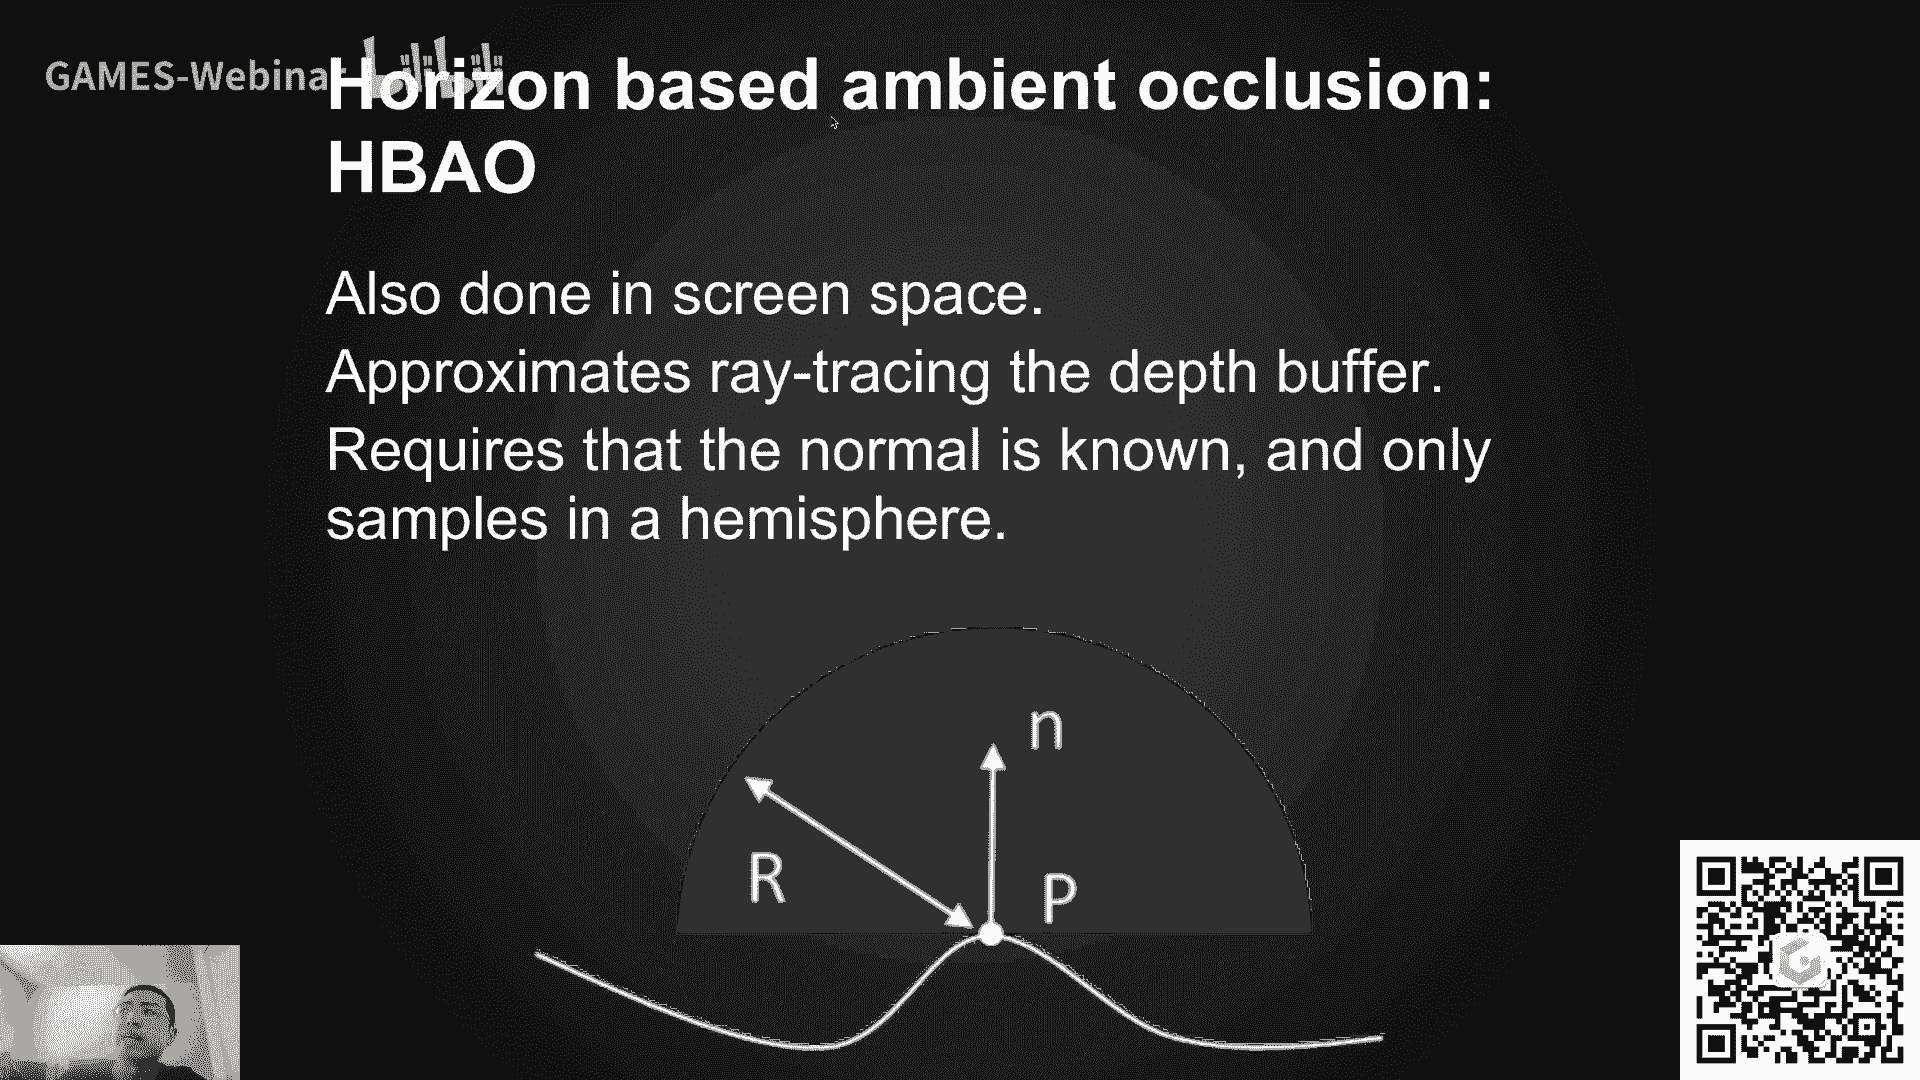 GAMES-Webinar
Horizon based ambient occlusion:
HBAO
Also done in screen space.
Approximates ray-tracing the depth buffer.
Requires that the normal is known, and only
samples in a hemisphere.
n
R
P